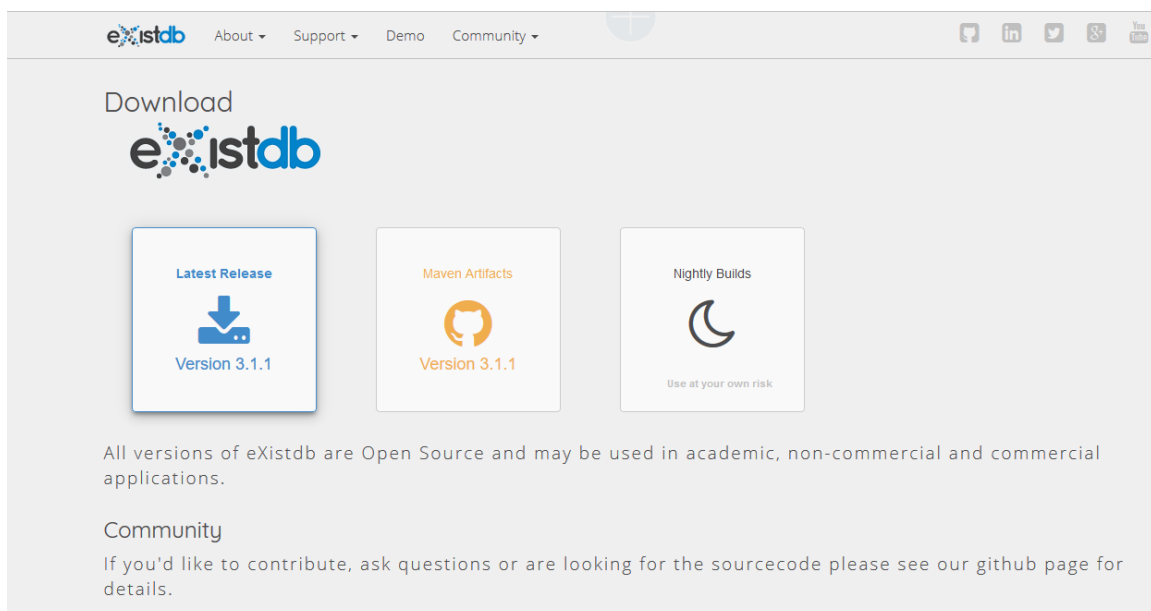 eXistdb About Support Demo Community You Tube
Download
eXistdb
Latest Release
Version 3.1.1
Maven Artifacts
Version 3.1.1
Nightly Builds
Use at your own risk
All versions of eXistdb are Open Source and may be used in academic, non-commercial and commercial
applications.
Community
If you'd like to contribute, ask questions or are looking for the sourcecode please see our github page for
details.